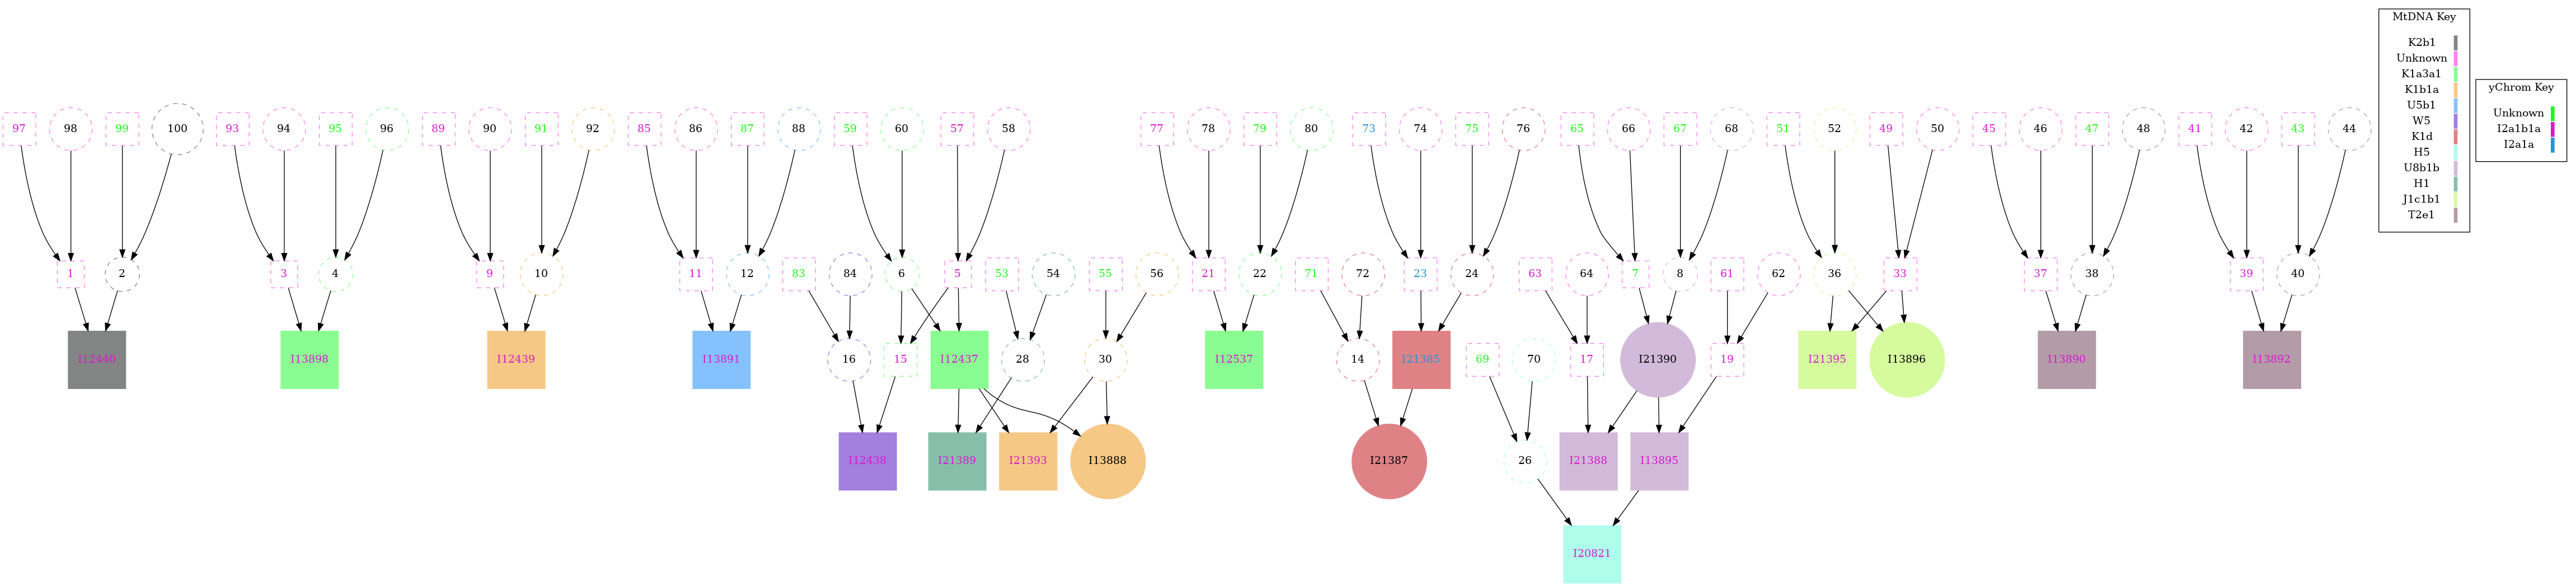 MtDNA Key
K2b1
Unknown
K1a3a1
K1b1a
U5b1
W5
K1d
H5
U8b1b
H1
J1c1b1
T2e1
yChrom Key
Unknown
I2a1b1a
I2a1a
97 98 99 100 93 94 95 96 89 90 91 92 85 86 87 88 59 60 57 58 77 78 79 80 73 74 75 76 65 66 67 68 51 52 49 50 45 46 47 48 41 42 43 44
1 2 3 4 9 10 11 12 83 84 6 5 53 54 55 56 21 22 71 72 23 24 63 64 7 8 61 62 36 33 37 38 39 40
I12440 I13898 I12439 I13891 16 15 I12437 28 30 I12537 14 I21385 69 70 17 I21390 19 I21395 I13896 I13890 I13892
I12438 I21389 I21393 I13888 I21387 26 I21388 I13895
I20821